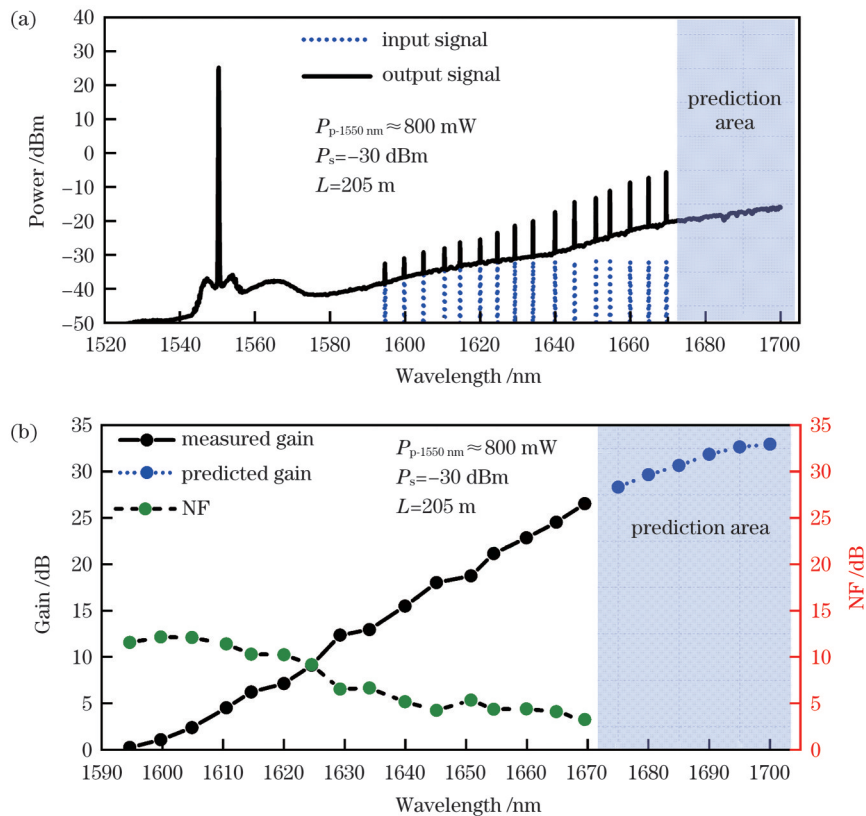 (a)
40
30
20
10
0
−10
−20
−30
−40
−50
Power /dBm
input signal
output signal
P_p-1550 nm ≈800 mW
P_s=−30 dBm
L=205 m
prediction
area
1520 1540 1560 1580 1600 1620 1640 1660 1680 1700
Wavelength /nm
(b)
35
30
25
20
15
10
5
0
Gain /dB
measured gain
predicted gain
NF
P_p-1550 nm ≈800 mW
P_s=−30 dBm
L=205 m
prediction area
35
30
25
20
15
10
5
0
NF /dB
1590 1600 1610 1620 1630 1640 1650 1660 1670 1680 1690 1700
Wavelength /nm